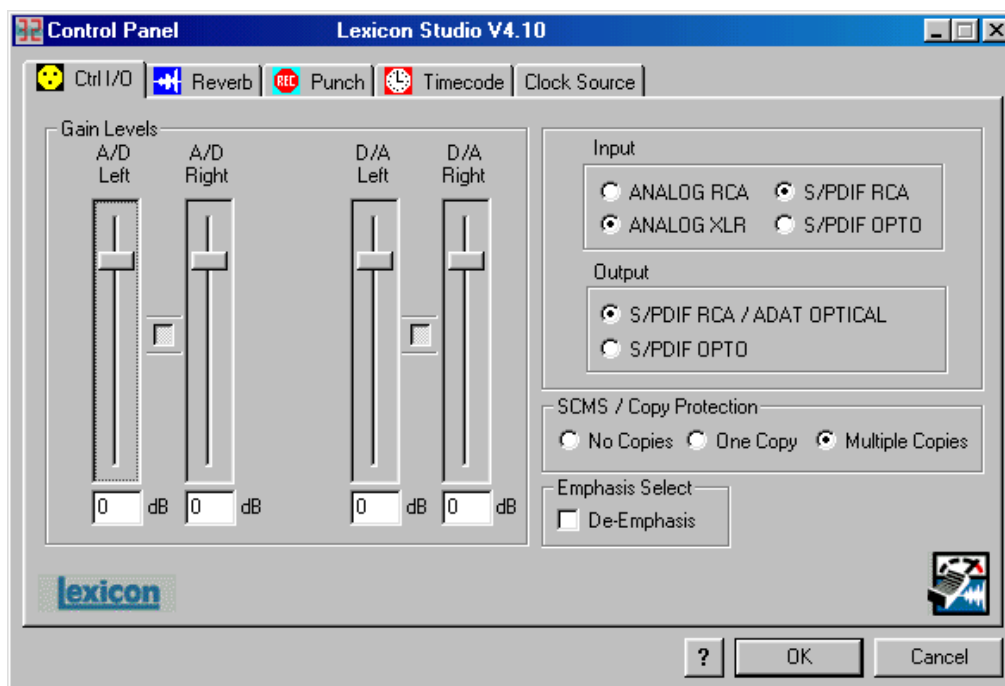 Control Panel Lexicon Studio V4.10
Ctrl I/O Reverb REC Punch Timecode Clock Source
Gain Levels
A/D Left
A/D Right
D/A Left
D/A Right
0 dB 0 dB 0 dB 0 dB
Input
ANALOG RCA S/PDIF RCA
ANALOG XLR S/PDIF OPTO
Output
S/PDIF RCA / ADAT OPTICAL
S/PDIF OPTO
SCMS / Copy Protection
No Copies One Copy Multiple Copies
Emphasis Select
De-Emphasis
lexicon
? OK Cancel